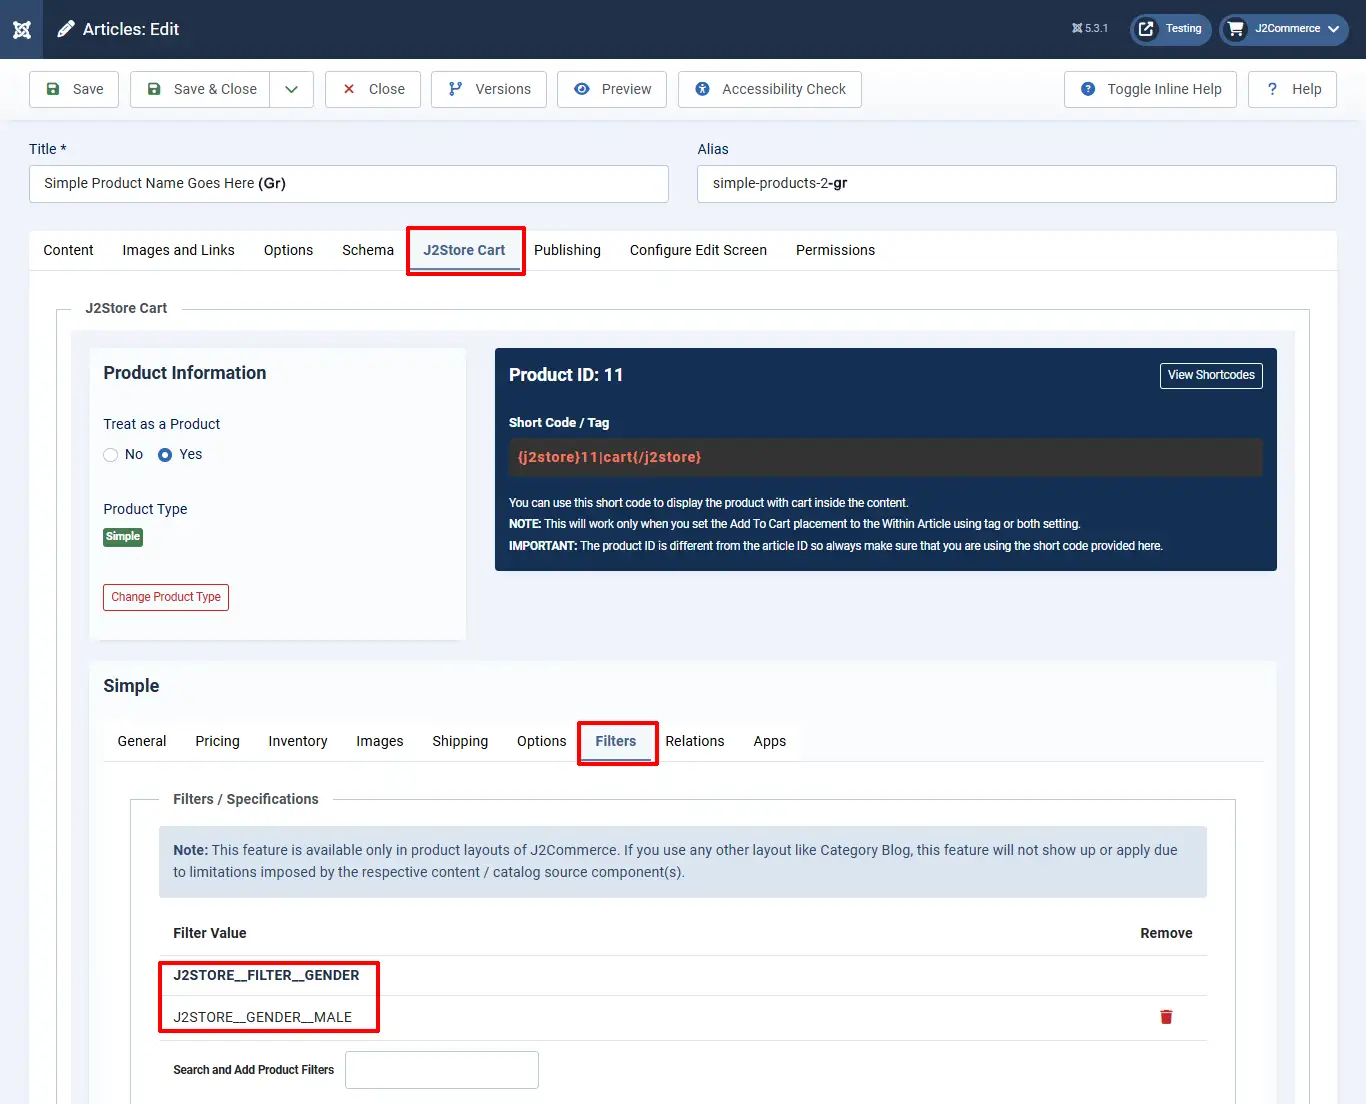 Articles: Edit
5.3.1
Testing
J2Commerce
Save
Save & Close
Close
Versions
Preview
Accessibility Check
Toggle Inline Help
? Help
Title *
Alias
Simple Product Name Goes Here (Gr)
simple-products-2-gr
Content
Images and Links
Options
Schema
J2Store Cart
Publishing
Configure Edit Screen
Permissions
J2Store Cart
Product Information
Treat as a Product
No
Yes
Product Type
Simple
Change Product Type
Product ID: 11
View Shortcodes
Short Code / Tag
{j2store}11|cart{/j2store}
You can use this short code to display the product with cart inside the content.
NOTE: This will work only when you set the Add To Cart placement to the Within Article using tag or both setting.
IMPORTANT: The product ID is different from the article ID so always make sure that you are using the short code provided here.
Simple
General
Pricing
Inventory
Images
Shipping
Options
Filters
Relations
Apps
Filters / Specifications
Note: This feature is available only in product layouts of J2Commerce. If you use any other layout like Category Blog, this feature will not show up or apply due
to limitations imposed by the respective content / catalog source component(s).
Filter Value
Remove
J2STORE__FILTER__GENDER
J2STORE__GENDER__MALE
Search and Add Product Filters